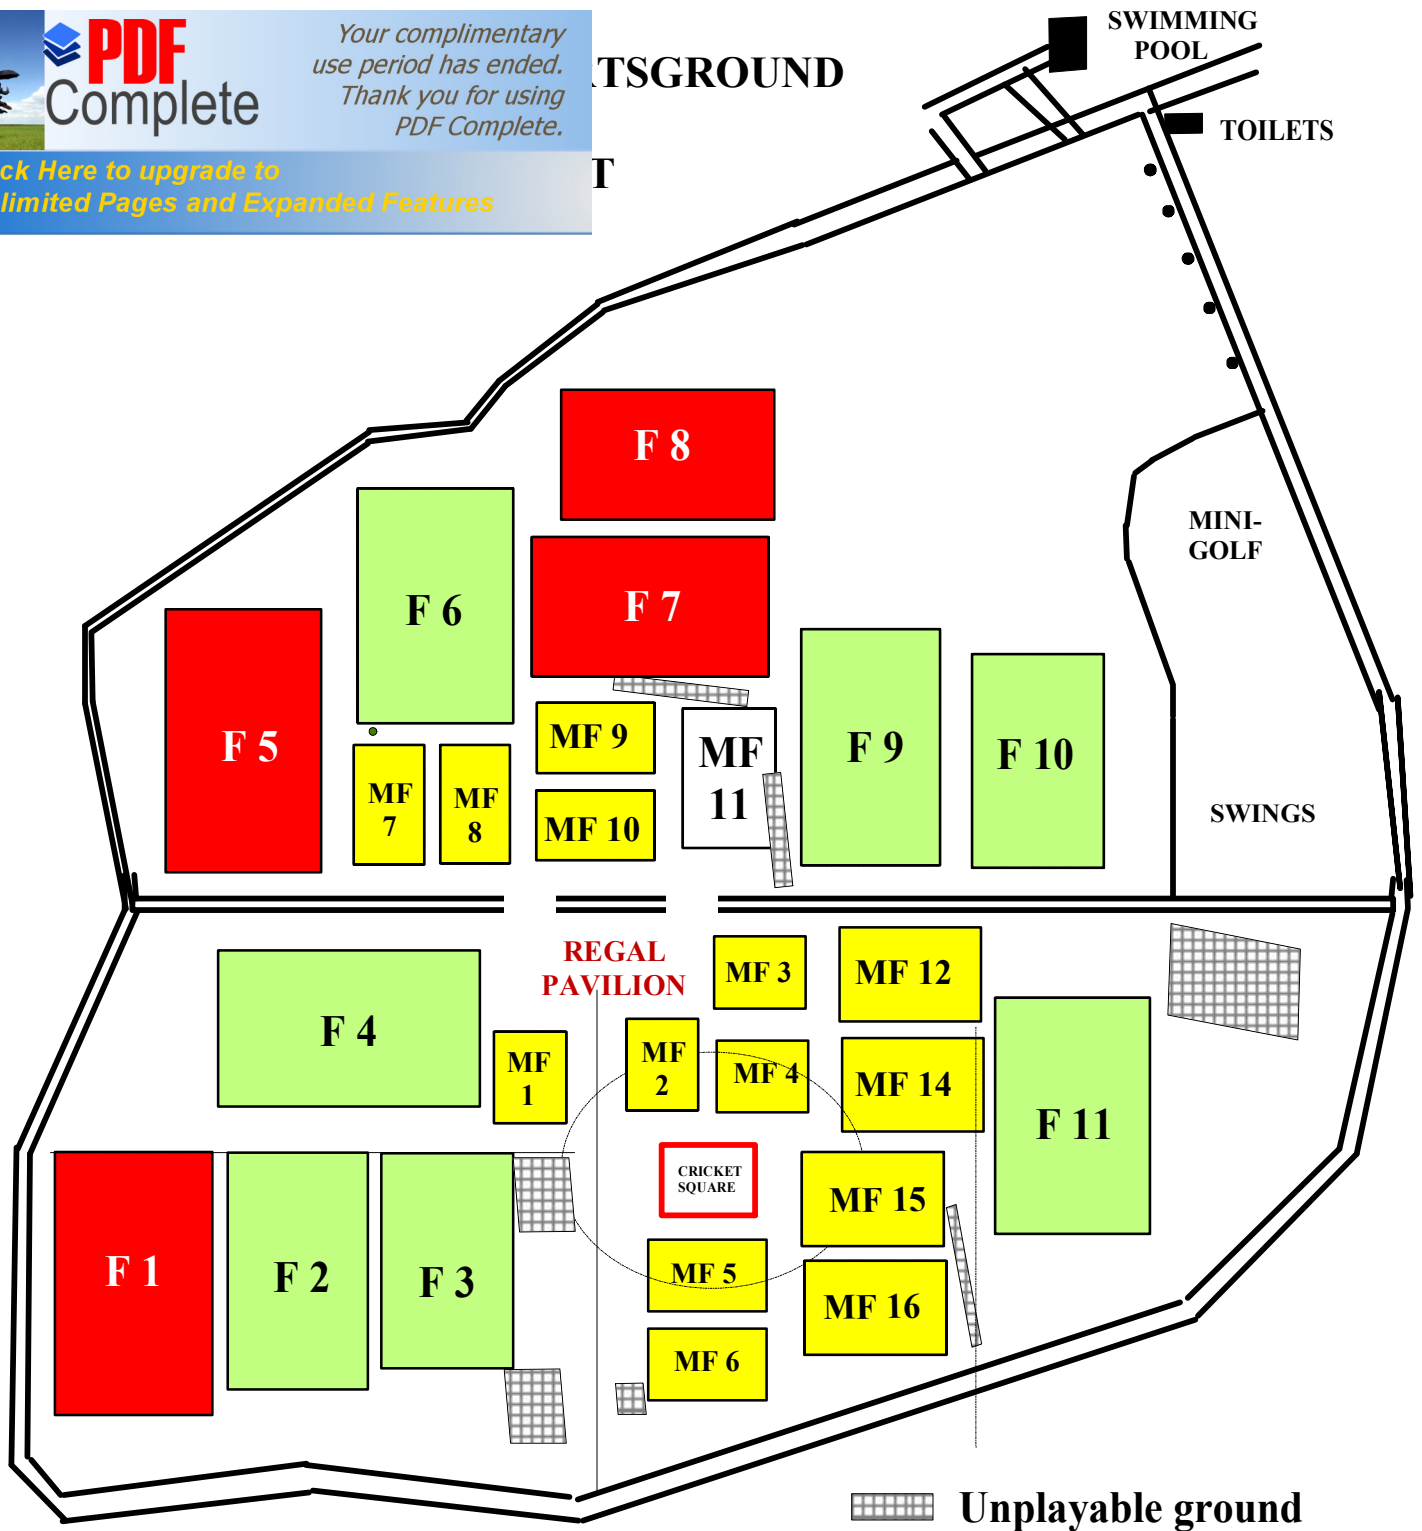 PDF
Complete
Your complimentary
use period has ended.
Thank you for using
PDF Complete.
ck Here to upgrade to
limited Pages and Expanded Features
TSGROUND
T
SWIMMING
POOL
TOILETS
F 8
MINI-
GOLF
F 6
F 7
F 5
MF 9
MF
11
F 9
F 10
MF
7
MF
8
MF 10
SWINGS
REGAL
PAVILION
MF 3
MF 12
F 4
MF
1
MF
2
MF 4
MF 14
F 11
CRICKET
SQUARE
MF 15
F 1
F 2
F 3
MF 5
MF 16
MF 6
Unplayable ground